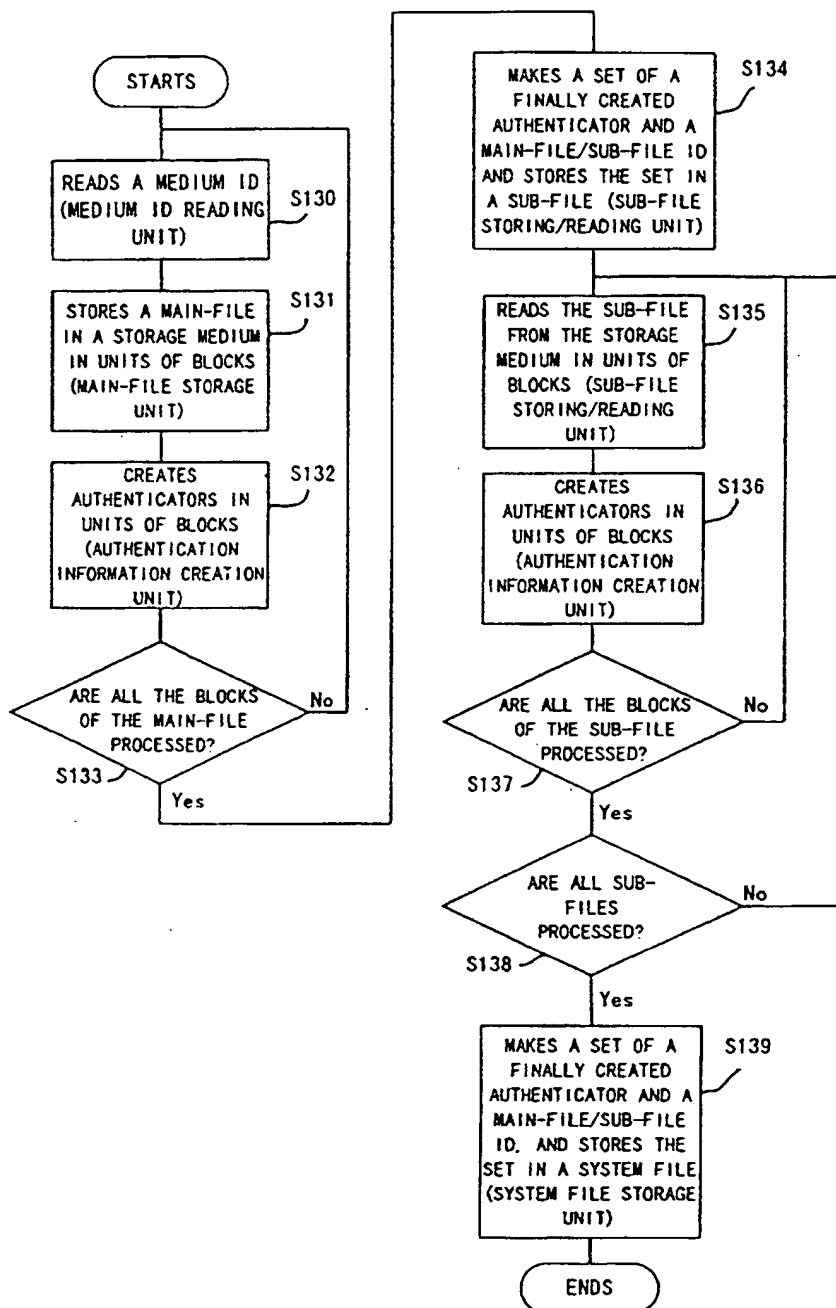 STARTS
READS A MEDIUM ID
(MEDIUM ID READING
UNIT)
S130
STORES A MAIN-FILE
IN A STORAGE MEDIUM
IN UNITS OF BLOCKS
(MAIN-FILE STORAGE
UNIT)
S131
CREATES
AUTHENTICATORS IN
UNITS OF BLOCKS
(AUTHENTICATION
INFORMATION CREATION
UNIT)
S132
ARE ALL THE BLOCKS
OF THE MAIN-FILE
PROCESSED?
No
S133
Yes
MAKES A SET OF A
FINALLY CREATED
AUTHENTICATOR AND A
MAIN-FILE/SUB-FILE ID
AND STORES THE SET IN
A SUB-FILE (SUB-FILE
STORING/READING UNIT)
S134
READS THE SUB-FILE
FROM THE STORAGE
MEDIUM IN UNITS OF
BLOCKS (SUB-FILE
STORING/READING
UNIT)
S135
CREATES
AUTHENTICATORS IN
UNITS OF BLOCKS
(AUTHENTICATION
INFORMATION CREATION
UNIT)
S136
ARE ALL THE BLOCKS
OF THE SUB-FILE
PROCESSED?
No
S137
Yes
ARE ALL SUB-
FILES
PROCESSED?
No
S138
Yes
MAKES A SET OF A
FINALLY CREATED
AUTHENTICATOR AND A
MAIN-FILE/SUB-FILE
ID, AND STORES THE
SET IN A SYSTEM FILE
(SYSTEM FILE STORAGE
UNIT)
S139
ENDS